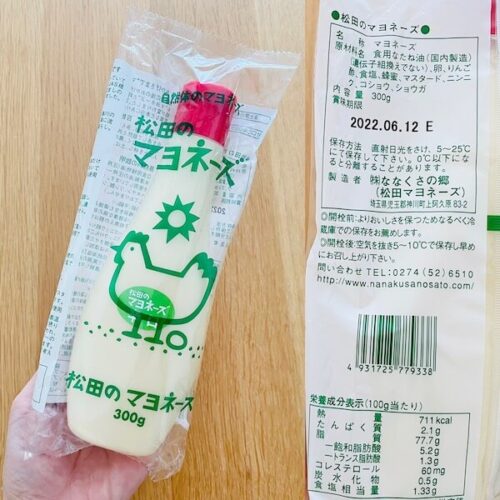 自然体のマヨネーズ
松田の
マヨネーズ
松田の
マヨネーズ
松田の マヨネーズ
300g
●松田のマヨネーズ●
名 称 マヨネーズ
原材料名 食用なたね油(国内製造)
(遺伝子組換えでない)、卵、りんご
酢、食塩、蜂蜜、マスタード、ニンニ
ク、コショウ、ショウガ
内容量 300g
賞味期限
2022.06.12 E
保存方法 直射日光をさけ、5~25℃
にて保存して下さい。0℃以下にな
ると分離することがあります。
製造者 ㈱ななくさの郷
(松田マヨネーズ)
埼玉県児玉郡神川町上阿久原83-2
◎開栓前:よりおいしさを保つためなるべく冷
蔵庫での保存をお薦めします。
◎開栓後:空気を抜き5~10℃で保存し早め
にお召し上がり下さい。
問い合わせ TEL.0274(52)6510
http://www.nanakusanosato.com
4 931725 779338
栄養成分表示(100g当たり)
熱量 711kcal
たんぱく質 2.1g
脂質 77.7g
―飽和脂肪酸 5.2g
―トランス脂肪酸 1.3g
コレステロール 60mg
炭水化物 0.5g
食塩相当量 1.33g